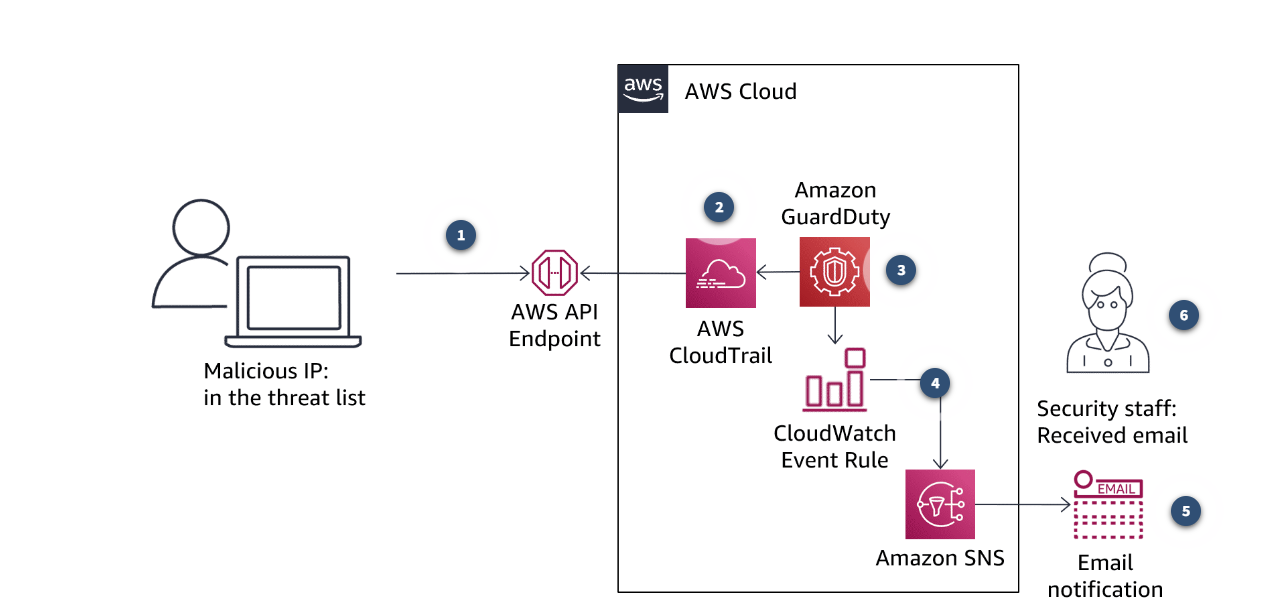 aws
AWS Cloud
Amazon
GuardDuty
1
2
3
AWS API
Endpoint
AWS
CloudTrail
Malicious IP:
in the threat list
6
4
CloudWatch
Event Rule
Security staff:
Received email
EMAIL
5
Amazon SNS
Email
notification